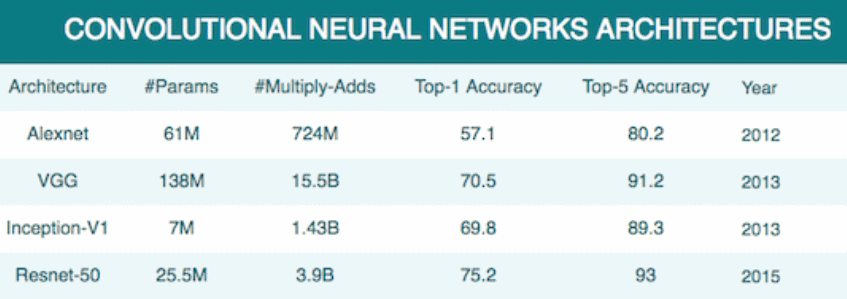 CONVOLUTIONAL NEURAL NETWORKS ARCHITECTURES
Architecture #Params #Multiply-Adds Top-1 Accuracy Top-5 Accuracy Year
Alexnet 61M 724M 57.1 80.2 2012
VGG 138M 15.5B 70.5 91.2 2013
Inception-V1 7M 1.43B 69.8 89.3 2013
Resnet-50 25.5M 3.9B 75.2 93 2015